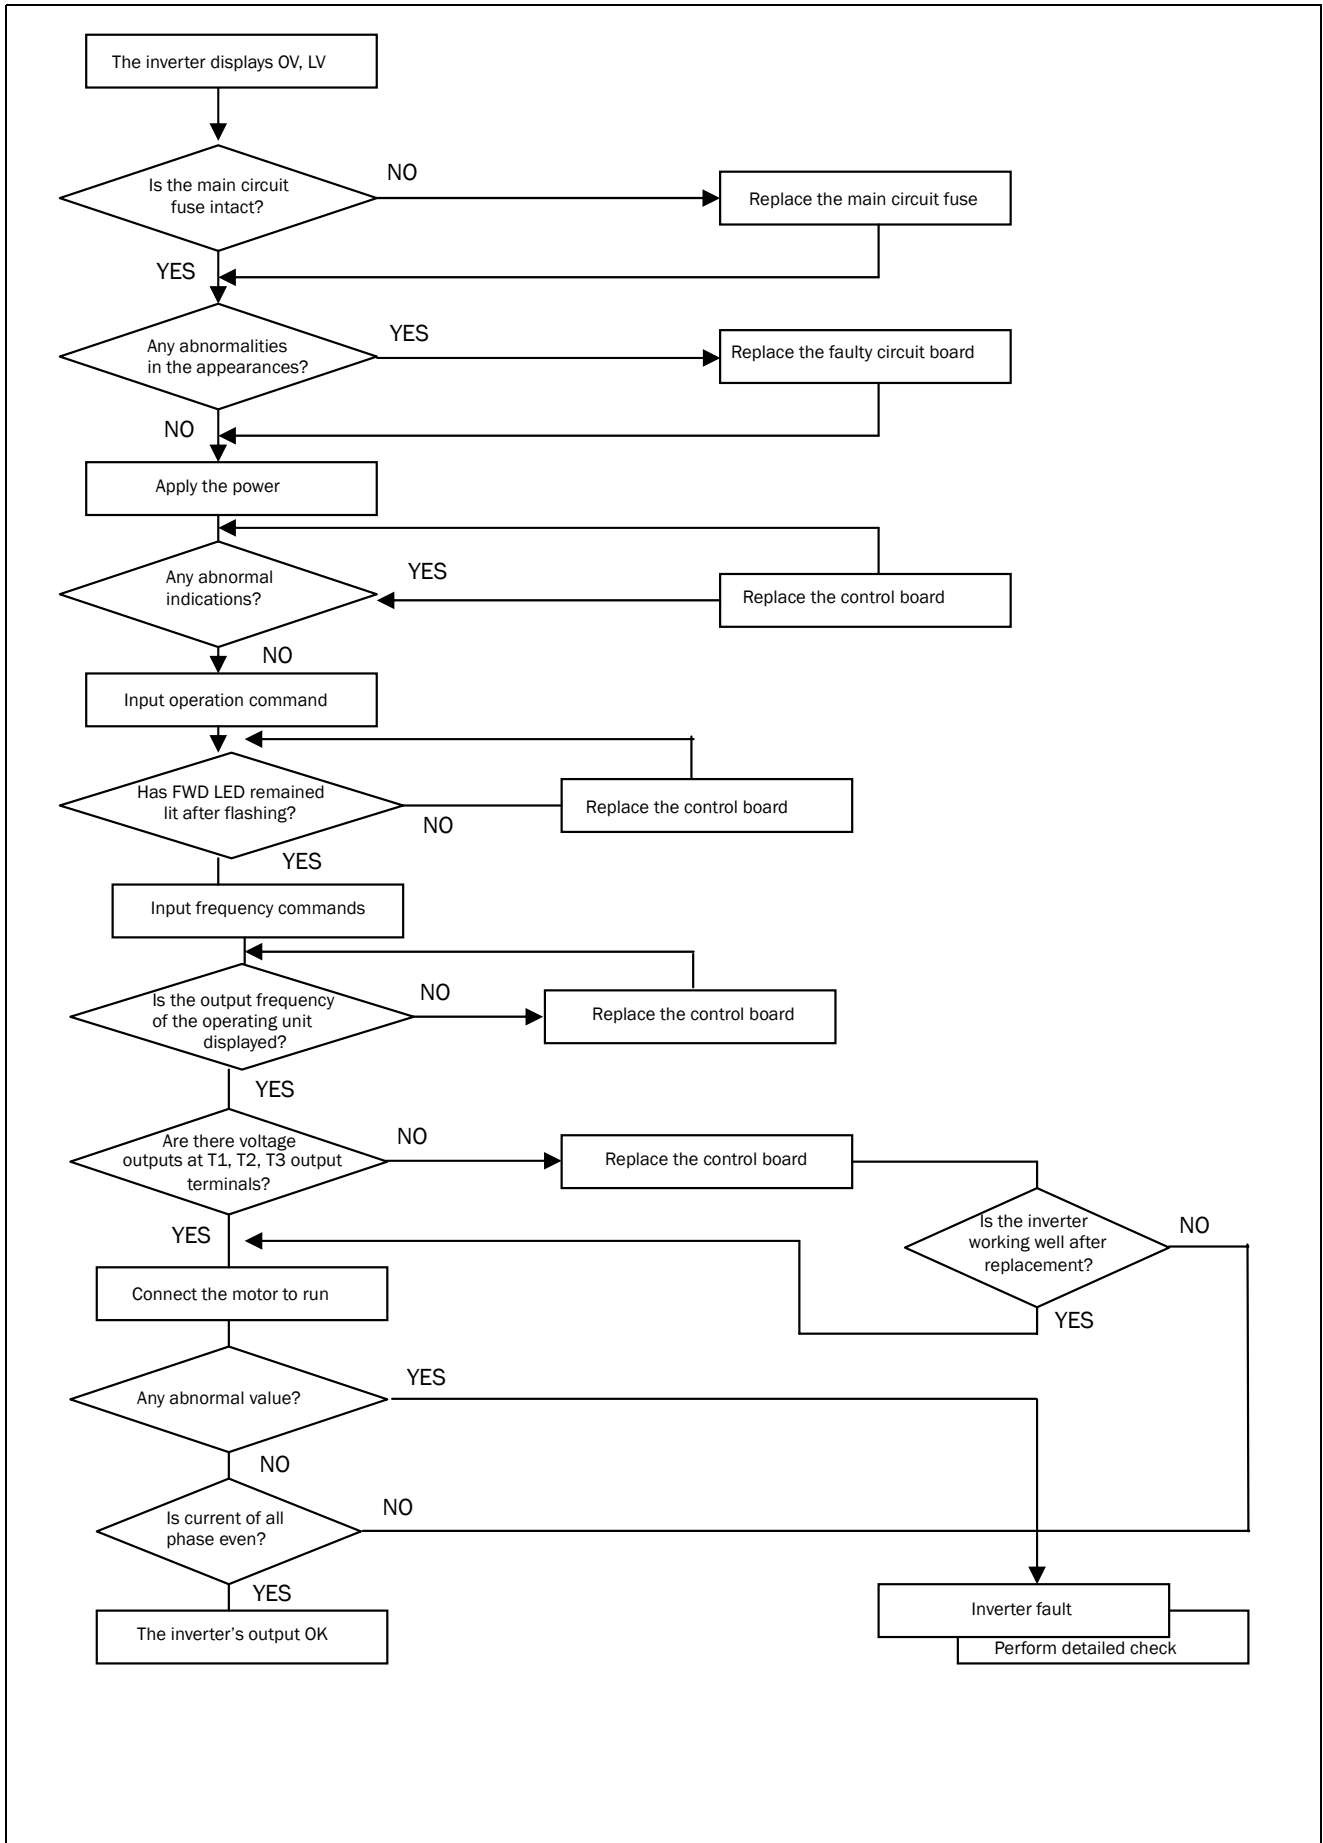 The inverter displays OV, LV
Is the main circuit
fuse intact?
NO
Replace the main circuit fuse
YES
Any abnormalities
in the appearances?
YES
Replace the faulty circuit board
NO
Apply the power
Any abnormal
indications?
YES
Replace the control board
NO
Input operation command
Has FWD LED remained
lit after flashing?
NO
Replace the control board
YES
Input frequency commands
Is the output frequency
of the operating unit
displayed?
NO
Replace the control board
YES
Are there voltage
outputs at T1, T2, T3 output
terminals?
NO
Replace the control board
Is the inverter
working well after
replacement?
NO
YES
YES
Connect the motor to run
Any abnormal value?
YES
NO
Is current of all
phase even?
NO
YES
The inverter's output OK
Inverter fault
Perform detailed check